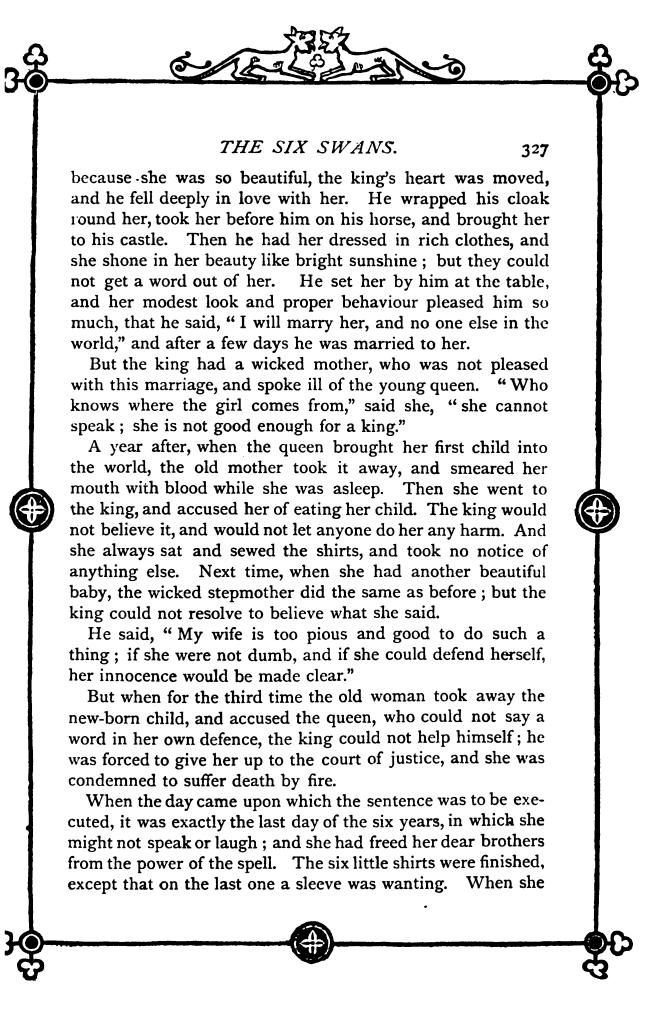 THE SIX SWANS. 327
because she was so beautiful, the king's heart was moved,
and he fell deeply in love with her. He wrapped his cloak
round her, took her before him on his horse, and brought her
to his castle. Then he had her dressed in rich clothes, and
she shone in her beauty like bright sunshine ; but they could
not get a word out of her. He set her by him at the table,
and her modest look and proper behaviour pleased him so
much, that he said, “ I will marry her, and no one else in the
world,” and after a few days he was married to her.
But the king had a wicked mother, who was not pleased
with this marriage, and spoke ill of the young queen. “ Who
knows where the girl comes from,” said she, “ she cannot
speak ; she is not good enough for a king.”
A year after, when the queen brought her first child into
the world, the old mother took it away, and smeared her
mouth with blood while she was asleep. Then she went to
the king, and accused her of eating her child. The king would
not believe it, and would not let anyone do her any harm. And
she always sat and sewed the shirts, and took no notice of
anything else. Next time, when she had another beautiful
baby, the wicked stepmother did the same as before ; but the
king could not resolve to believe what she said.
He said, “ My wife is too pious and good to do such a
thing ; if she were not dumb, and if she could defend herself,
her innocence would be made clear.”
But when for the third time the old woman took away the
new-born child, and accused the queen, who could not say a
word in her own defence, the king could not help himself ; he
was forced to give her up to the court of justice, and she was
condemned to suffer death by fire.
When the day came upon which the sentence was to be exe-
cuted, it was exactly the last day of the six years, in which she
might not speak or laugh ; and she had freed her dear brothers
from the power of the spell. The six little shirts were finished,
except that on the last one a sleeve was wanting. When she